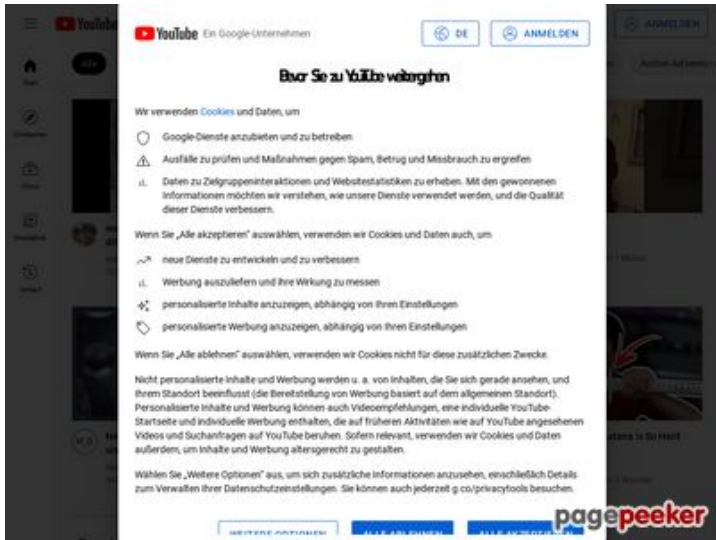 YouTube Ein Google-Unternehmen
DE
ANMELDEN
ANMELDEN
Alle
Bevor Sie zu YouTube weitergehen
Wir verwenden Cookies und Daten, um
Google-Dienste anzubieten und zu betreiben
Ausfälle zu prüfen und Maßnahmen gegen Spam, Betrug und Missbrauch zu ergreifen
Daten zu Zielgruppeninteraktionen und Websitestatistiken zu erheben. Mit den gewonnenen
Informationen möchten wir verstehen, wie unsere Dienste verwendet werden, und die Qualität
dieser Dienste verbessern.
Wenn Sie „Alle akzeptieren“ auswählen, verwenden wir Cookies und Daten auch, um
neue Dienste zu entwickeln und zu verbessern
Werbung auszuliefern und ihre Wirkung zu messen
personalisierte Inhalte anzuzeigen, abhängig von Ihren Einstellungen
personalisierte Werbung anzuzeigen, abhängig von Ihren Einstellungen
Wenn Sie „Alle ablehnen“ auswählen, verwenden wir Cookies nicht für diese zusätzlichen Zwecke.
Nicht personalisierte Inhalte und Werbung werden u. a. von Inhalten, die Sie sich gerade ansehen, und
Ihrem Standort beeinflusst (die Bereitstellung von Werbung basiert auf dem allgemeinen Standort).
Personalisierte Inhalte und Werbung können auch Videoempfehlungen, eine individuelle YouTube-
Startseite und individuelle Werbung enthalten, die auf früheren Aktivitäten wie auf YouTube angesehenen
Videos und Suchanfragen auf YouTube beruhen. Sofern relevant, verwenden wir Cookies und Daten
außerdem, um Inhalte und Werbung altersgerecht zu gestalten.
Wählen Sie „Weitere Optionen“ aus, um sich zusätzliche Informationen anzusehen, einschließlich Details
zum Verwalten Ihrer Datenschutzeinstellungen. Sie können auch jederzeit g.co/privacytools besuchen.
WEITERE OPTIONEN
ALLE ABLEHNEN
ALLE AKZEPTIEREN
pagepeeker